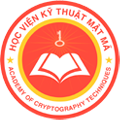 HỌC VIỆN KỸ THUẬT MẬT MÃ
ACADEMY OF CRYPTOGRAPHY TECHNIQUES